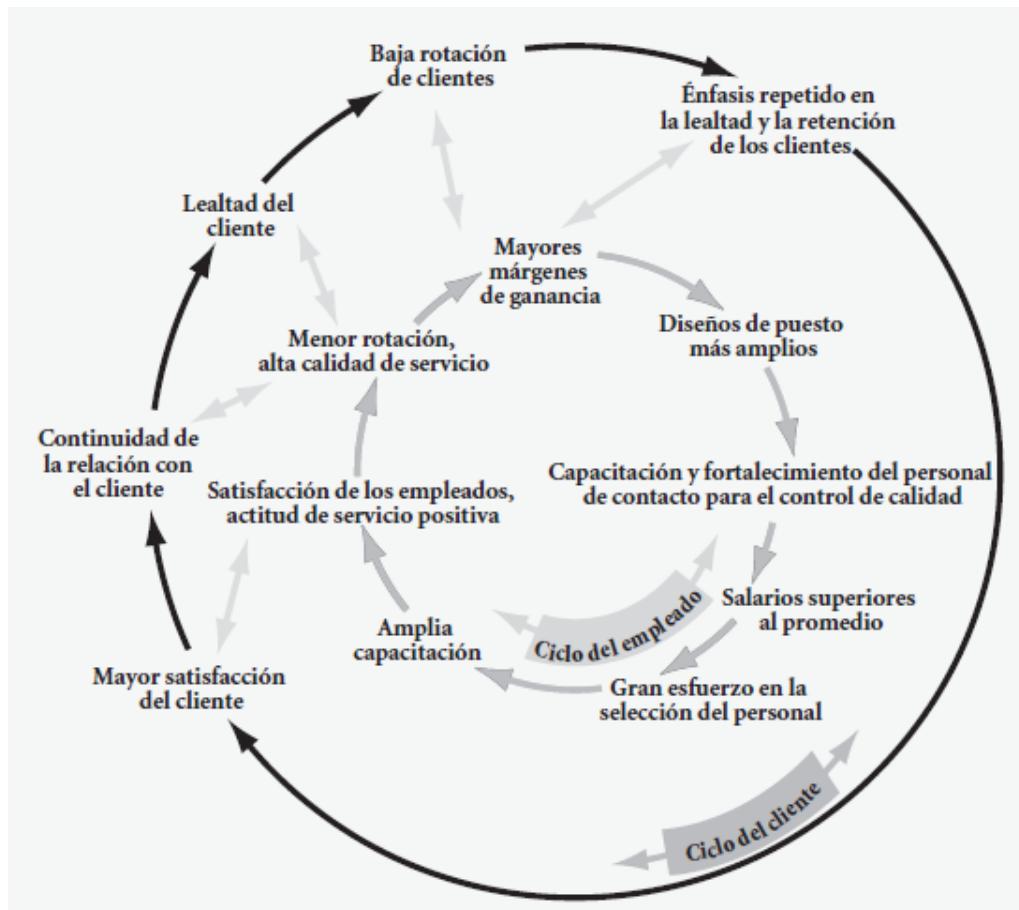 Baja rotación
de clientes
Énfasis repetido en
la lealtad y la retención
de los clientes
Lealtad del
cliente
Mayores
márgenes
de ganancia
Diseños de puesto
más amplios
Menor rotación,
alta calidad de servicio
Continuidad de
la relación con
el cliente
Satisfacción de los empleados,
actitud de servicio positiva
Capacitación y fortalecimiento del personal
de contacto para el control de calidad
Salarios superiores
al promedio
Ciclo del empleado
Amplia
capacitación
Mayor satisfacción
del cliente
Gran esfuerzo en la
selección del personal
Ciclo del cliente